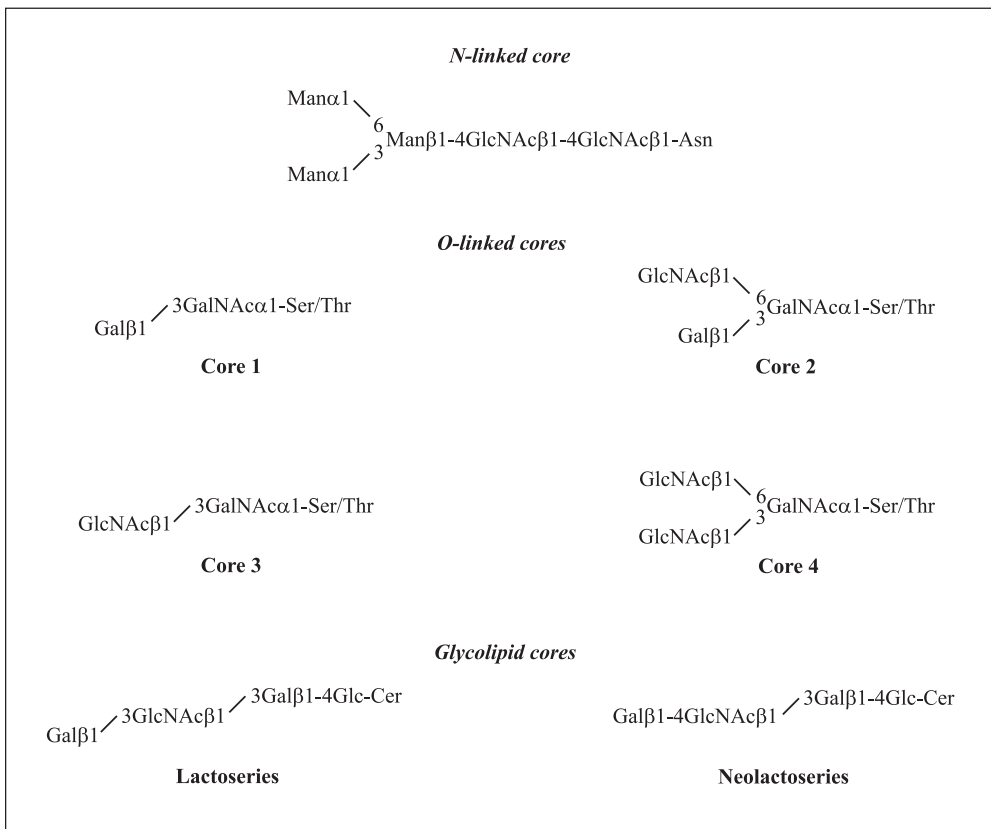 N-linked core
Manα1
6
Manβ1-4GlcNAcβ1-4GlcNAcβ1-Asn
3
Manα1
O-linked cores
3GalNAcα1-Ser/Thr
Galβ1
Core 1
GlcNAcβ1
6
GalNAcα1-Ser/Thr
3
Galβ1
Core 2
3GalNAcα1-Ser/Thr
GlcNAcβ1
Core 3
GlcNAcβ1
6
GalNAcα1-Ser/Thr
3
GlcNAcβ1
Core 4
Glycolipid cores
3Galβ1-4Glc-Cer
3GlcNAcβ1
Galβ1
Lactoseries
3Galβ1-4Glc-Cer
Galβ1-4GlcNAcβ1
Neolactoseries